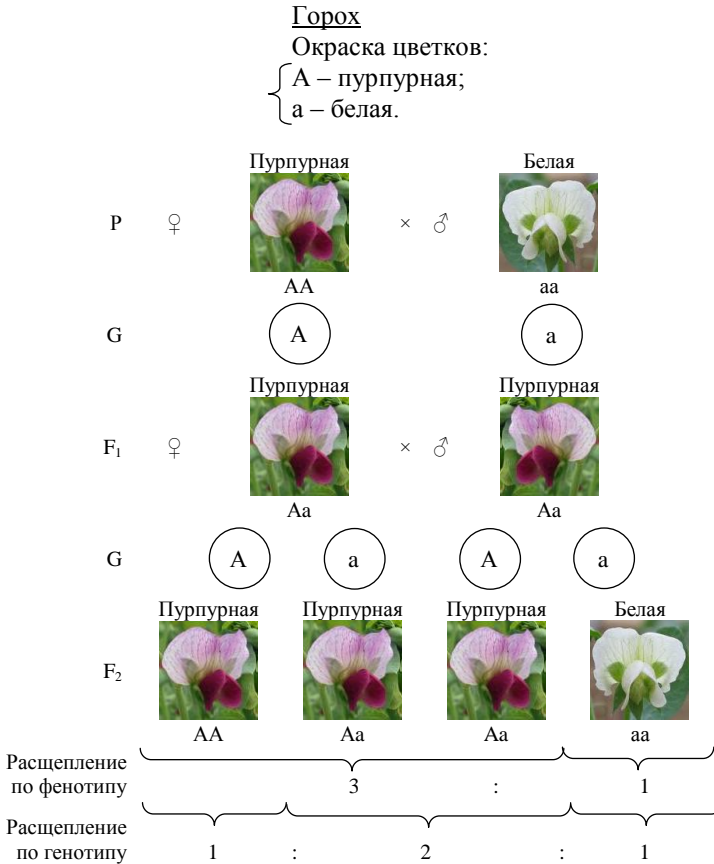 Горох
Окраска цветков:
А – пурпурная;
а – белая.
Пурпурная Белая
P ♀ × ♂
АА аа
G А а
Пурпурная Пурпурная
F₁ ♀ × ♂
Аа Аа
G А а А а
Пурпурная Пурпурная Пурпурная Белая
F₂
АА Аа Аа аа
Расщепление
по фенотипу 3 : 1
Расщепление
по генотипу 1 : 2 : 1